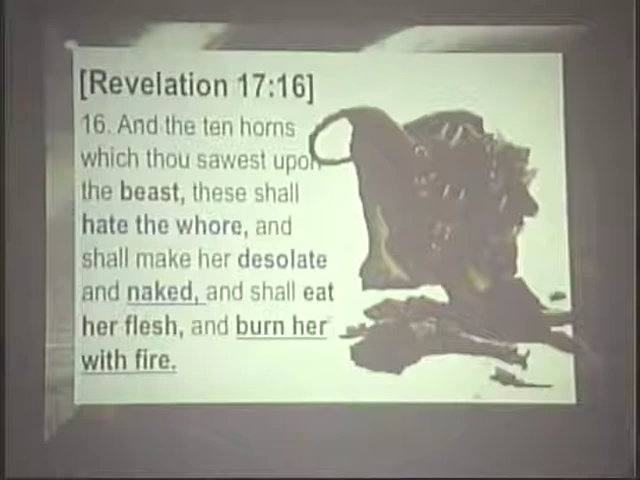 [Revelation 17:16]
16. And the ten horns
which thou sawest upon
the beast, these shall
hate the whore, and
shall make her desolate
and naked, and shall eat
her flesh, and burn her
with fire.